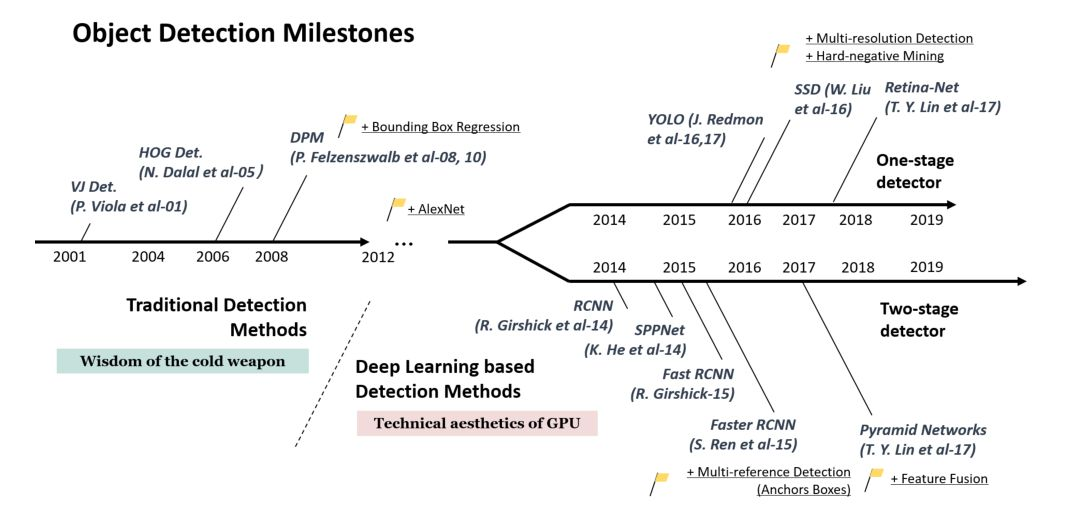 Object Detection Milestones
+ Multi-resolution Detection
+ Hard-negative Mining
SSD (W. Liu
et al-16)
Retina-Net
(T. Y. Lin et al-17)
YOLO (J. Redmon
et al-16,17)
+ Bounding Box Regression
DPM
(P. Felzenszwalb et al-08, 10)
HOG Det.
(N. Dalal et al-05)
VJ Det.
(P. Viola et al-01)
+ AlexNet
One-stage
detector
2014 2015 2016 2017 2018 2019
...
2001 2004 2006 2008 2012
2014 2015 2016 2017 2018 2019
Two-stage
detector
Traditional Detection
Methods
Wisdom of the cold weapon
RCNN
(R. Girshick et al-14)
SPPNet
(K. He et al-14)
Fast RCNN
(R. Girshick-15)
Deep Learning based
Detection Methods
Technical aesthetics of GPU
Faster RCNN
(S. Ren et al-15)
Pyramid Networks
(T. Y. Lin et al-17)
+ Multi-reference Detection
(Anchors Boxes)
+ Feature Fusion